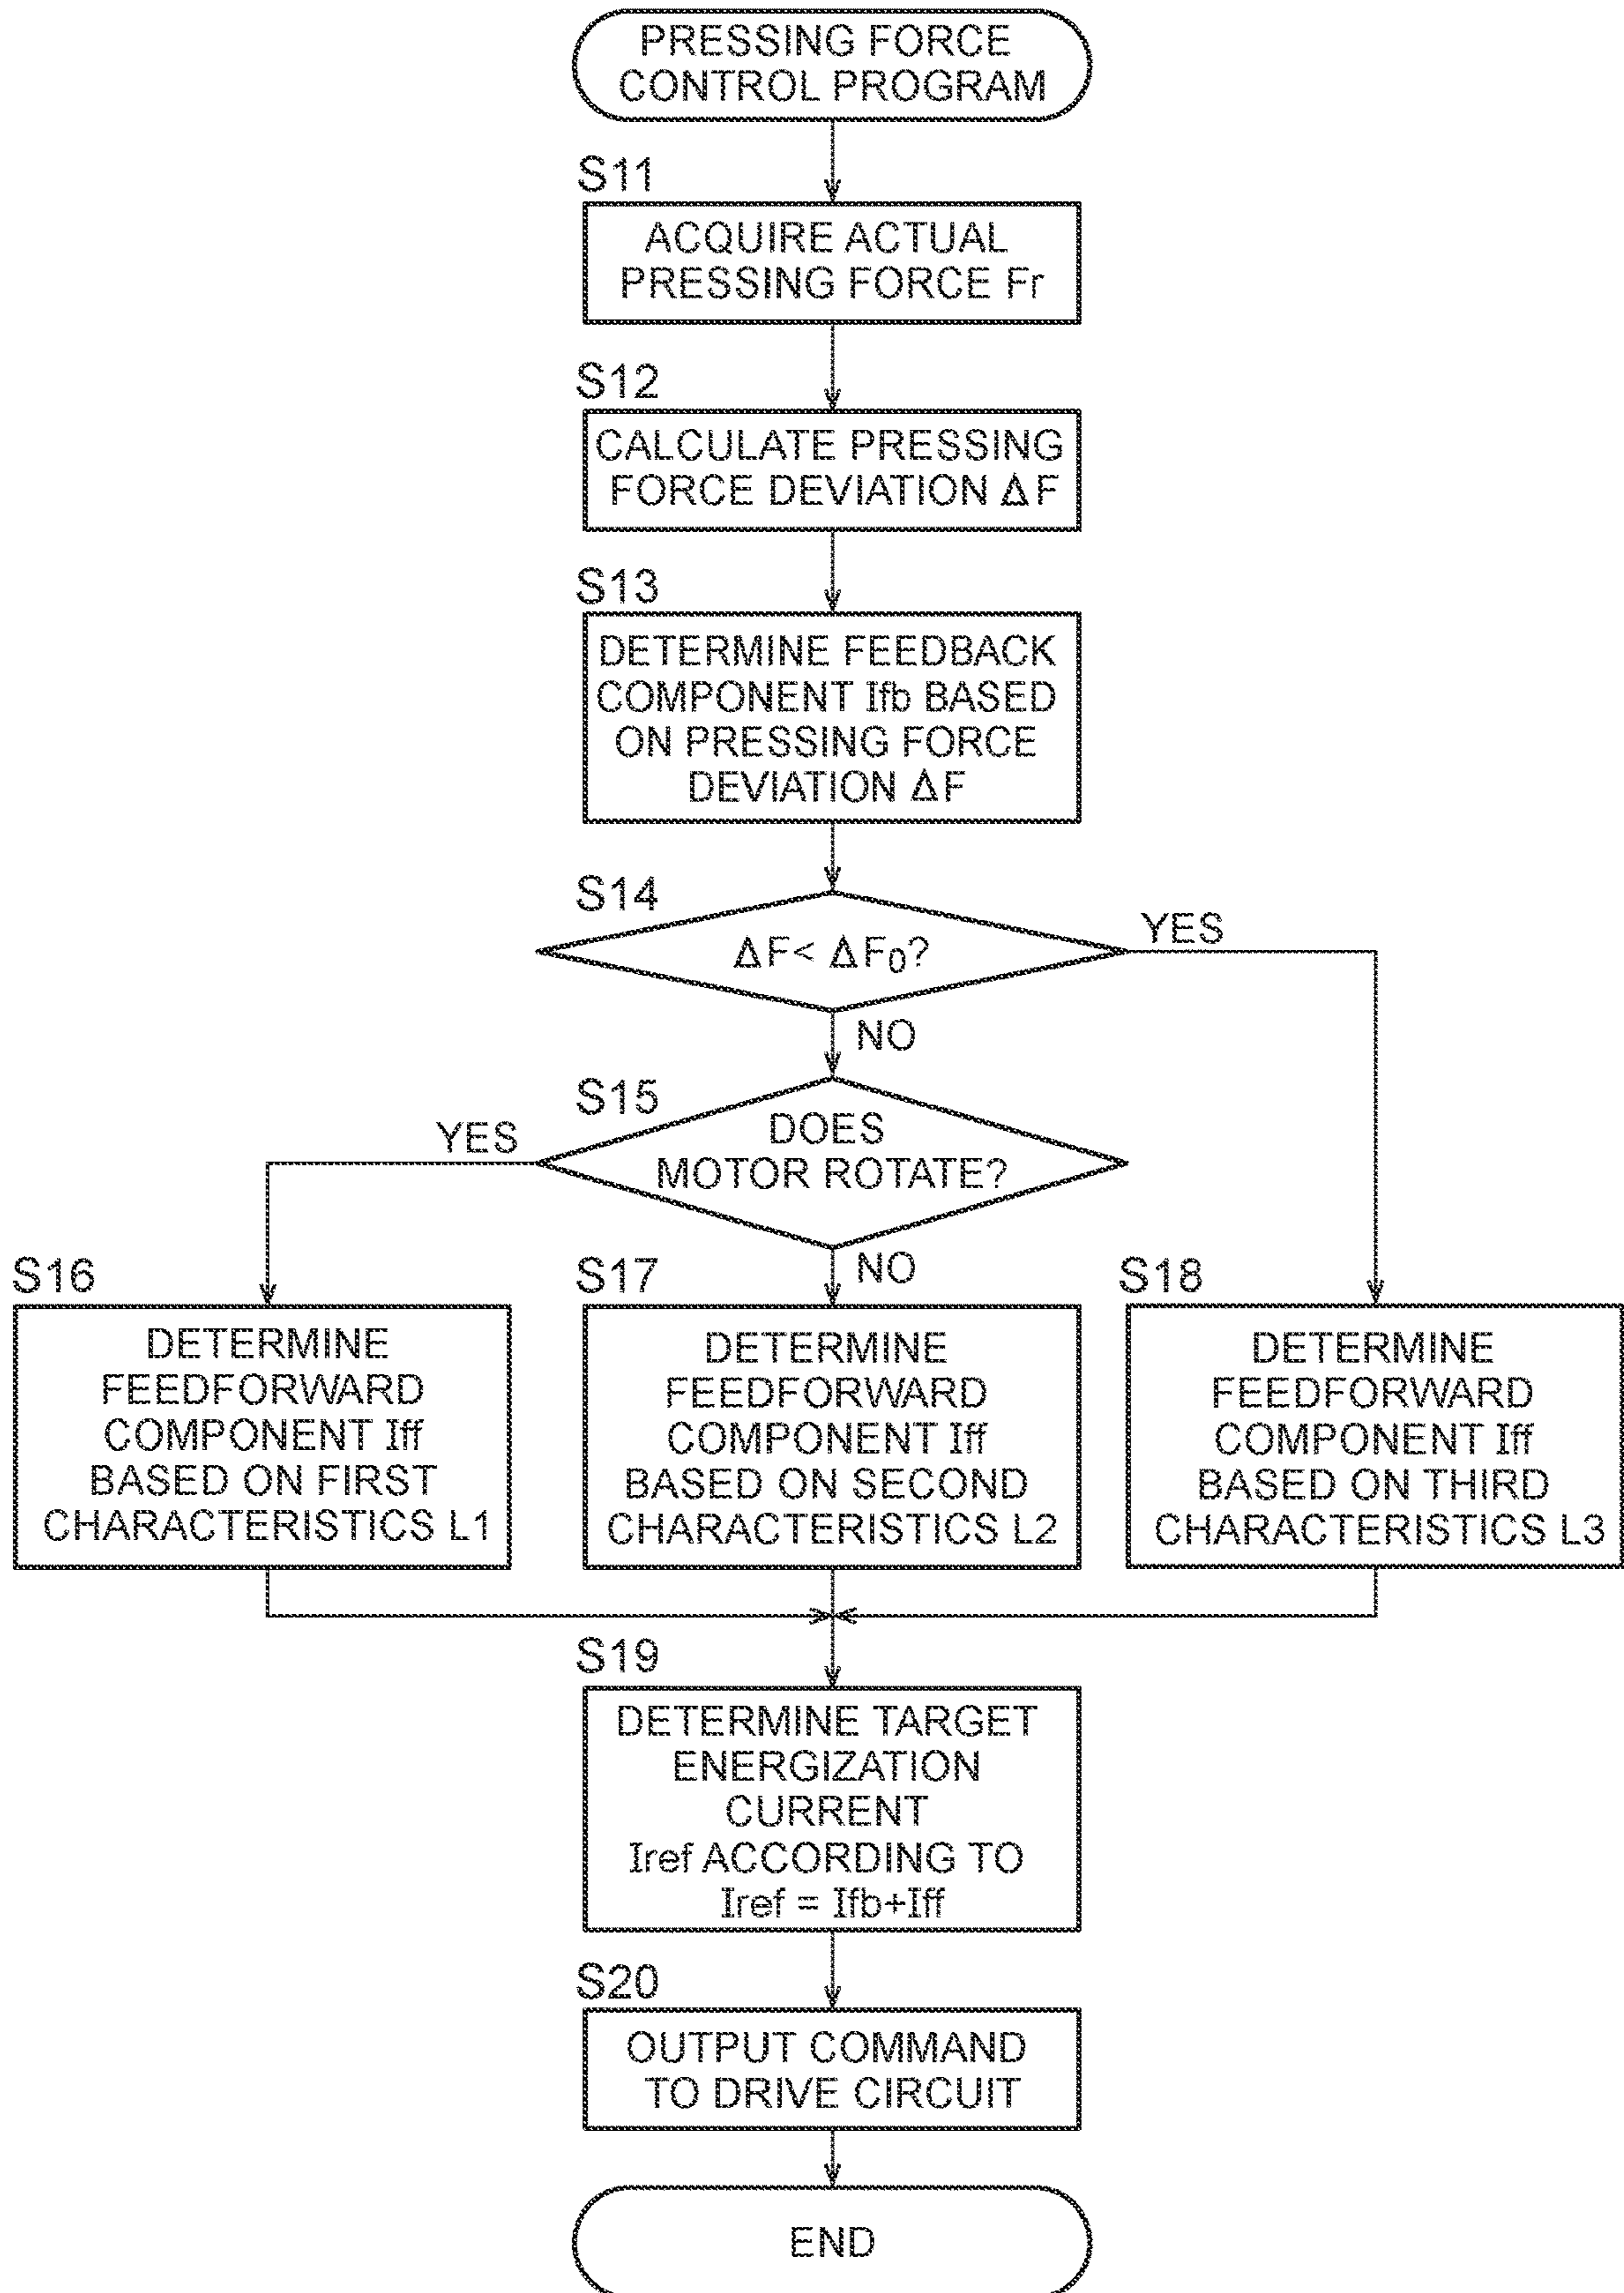 PRESSING FORCE
CONTROL PROGRAM
S11
ACQUIRE ACTUAL
PRESSING FORCE Fr
S12
CALCULATE PRESSING
FORCE DEVIATION ΔF
S13
DETERMINE FEEDBACK
COMPONENT Ifb BASED
ON PRESSING FORCE
DEVIATION ΔF
S14
ΔF< ΔF₀?
YES
NO
S15
DOES
MOTOR ROTATE?
YES
NO
S16
DETERMINE
FEEDFORWARD
COMPONENT Iff
BASED ON FIRST
CHARACTERISTICS L1
S17
DETERMINE
FEEDFORWARD
COMPONENT Iff
BASED ON SECOND
CHARACTERISTICS L2
S18
DETERMINE
FEEDFORWARD
COMPONENT Iff
BASED ON THIRD
CHARACTERISTICS L3
S19
DETERMINE TARGET
ENERGIZATION
CURRENT
Iref ACCORDING TO
Iref = Ifb+Iff
S20
OUTPUT COMMAND
TO DRIVE CIRCUIT
END